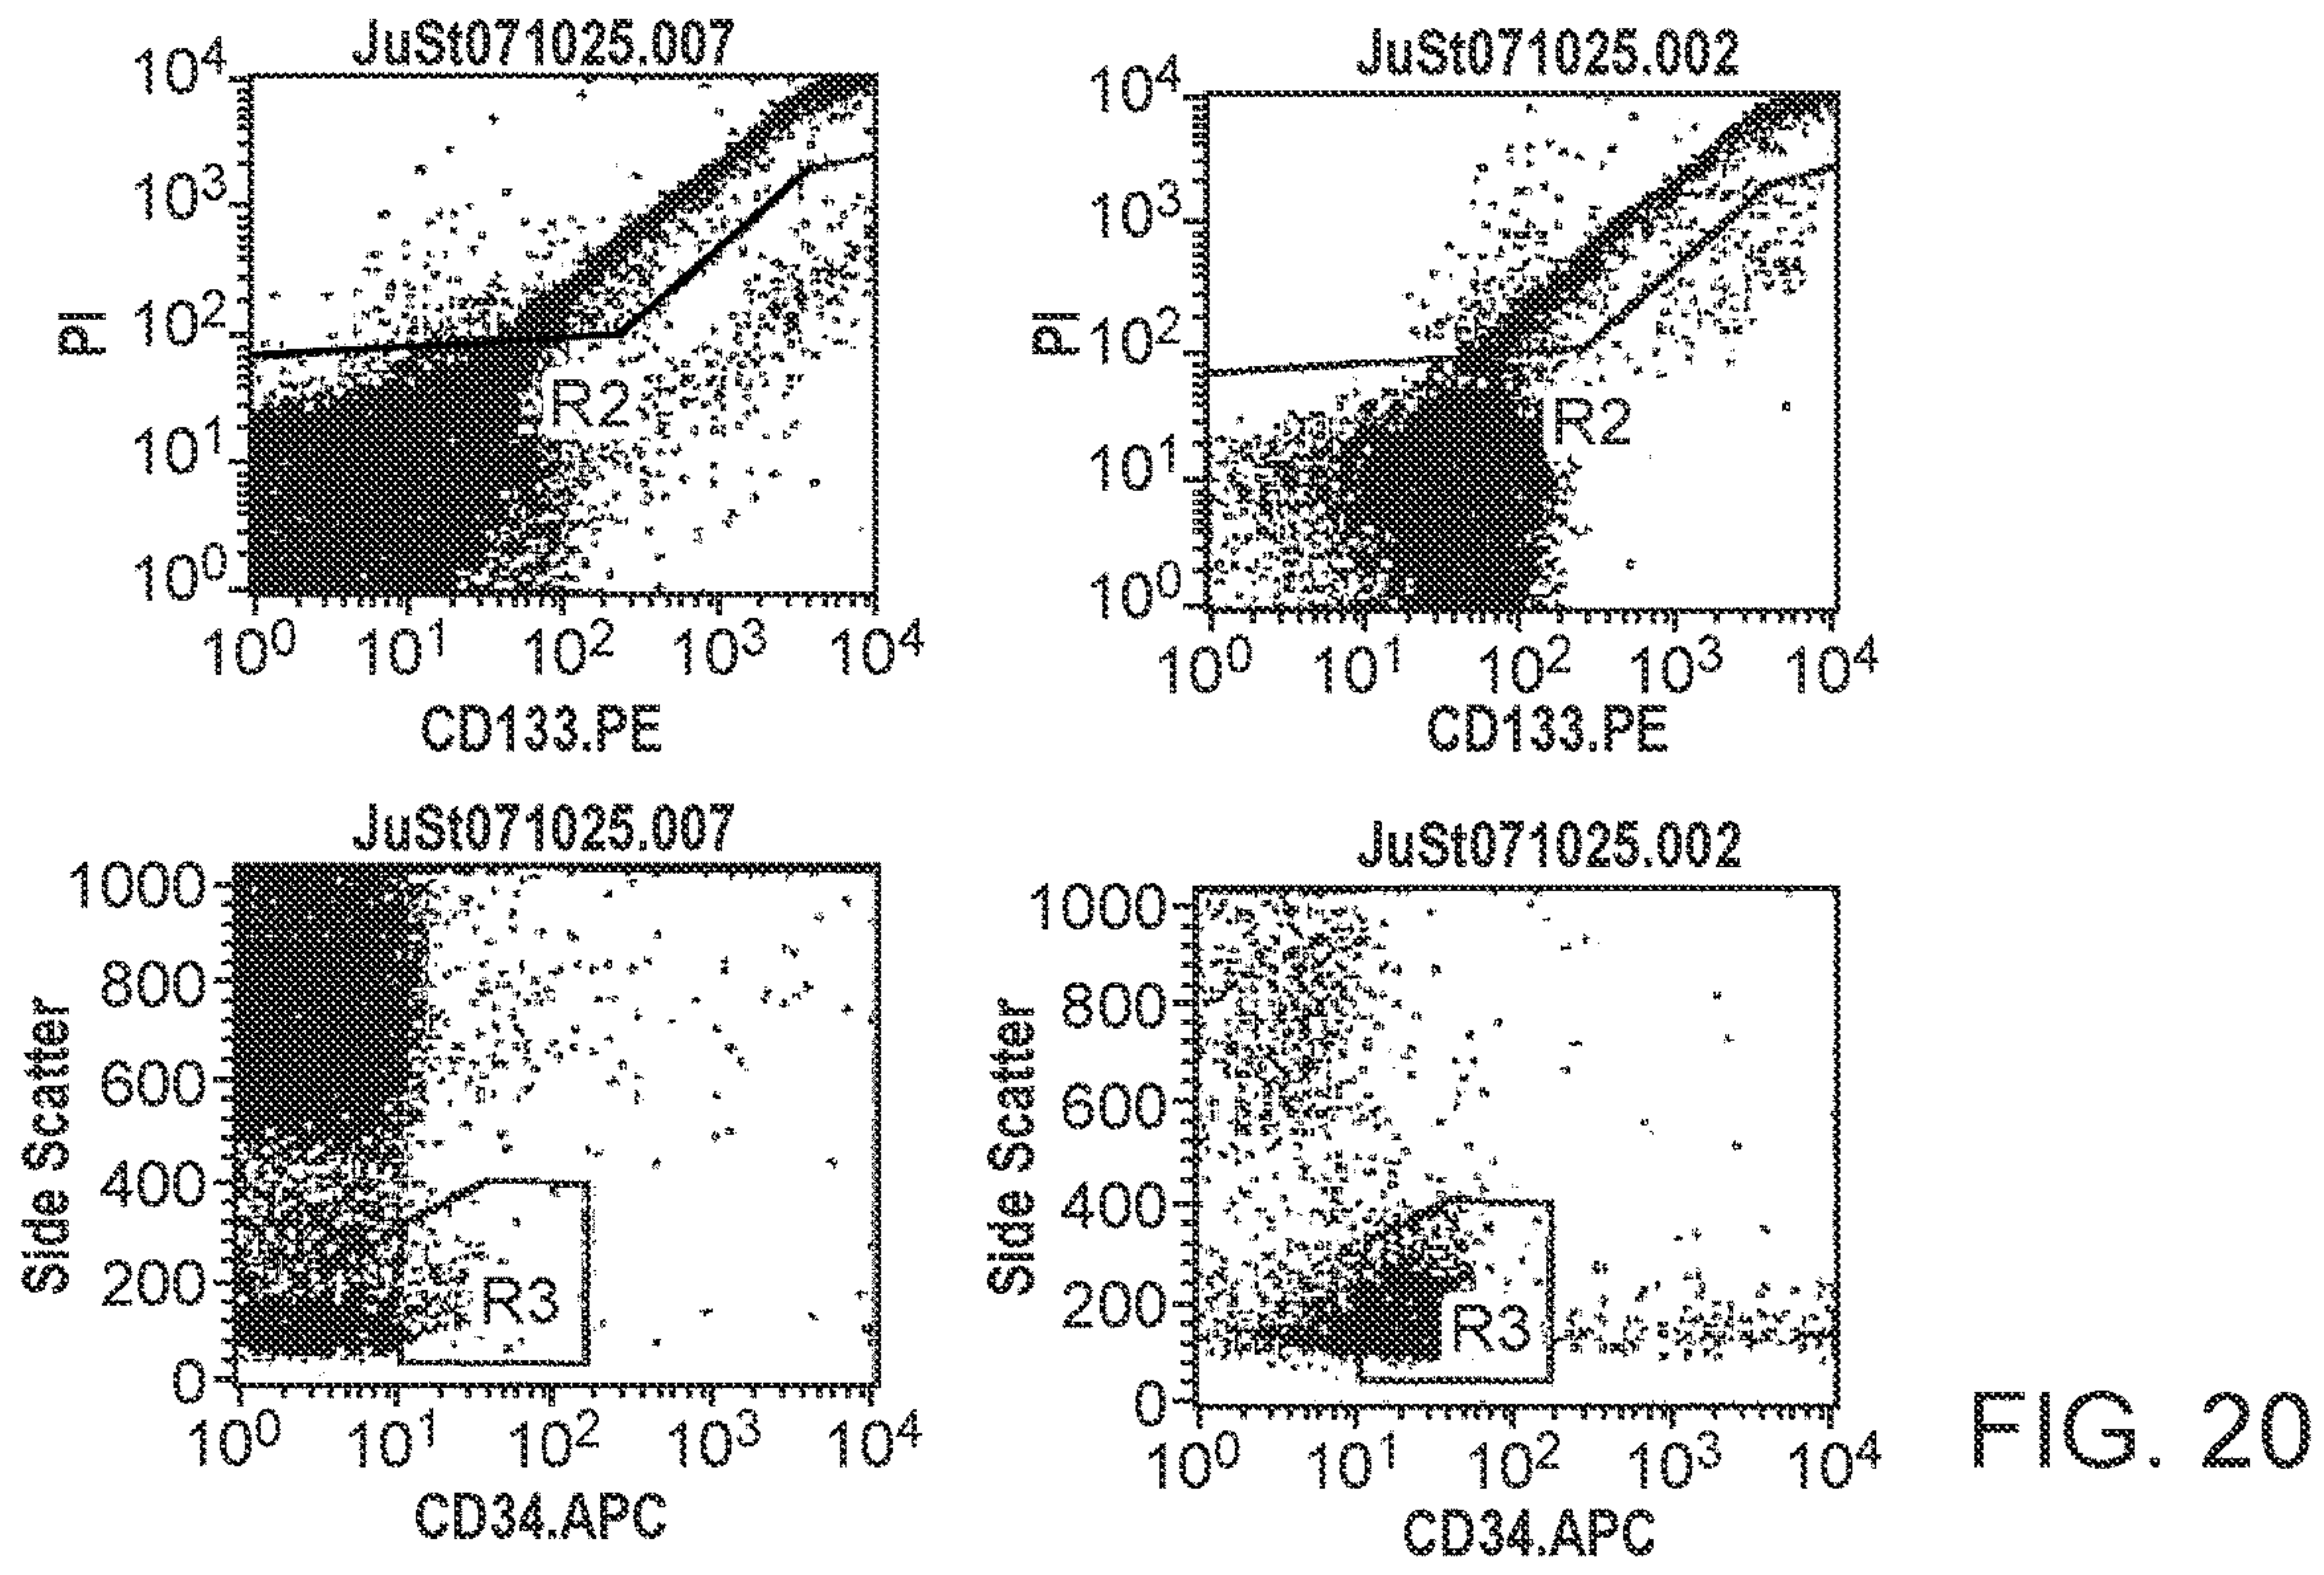 JuSt071025.007
10⁴
10³
10²
10¹
10⁰
PI
R2
10⁰ 10¹ 10² 10³ 10⁴
CD133.PE
JuSt071025.002
10⁴
10³
10²
10¹
10⁰
PI
R2
10⁰ 10¹ 10² 10³ 10⁴
CD133.PE
JuSt071025.007
1000
800
600
400
200
0
Side Scatter
R3
10⁰ 10¹ 10² 10³ 10⁴
CD34.APC
JuSt071025.002
1000
800
600
400
200
0
Side Scatter
R3
10⁰ 10¹ 10² 10³ 10⁴
CD34.APC
FIG. 20